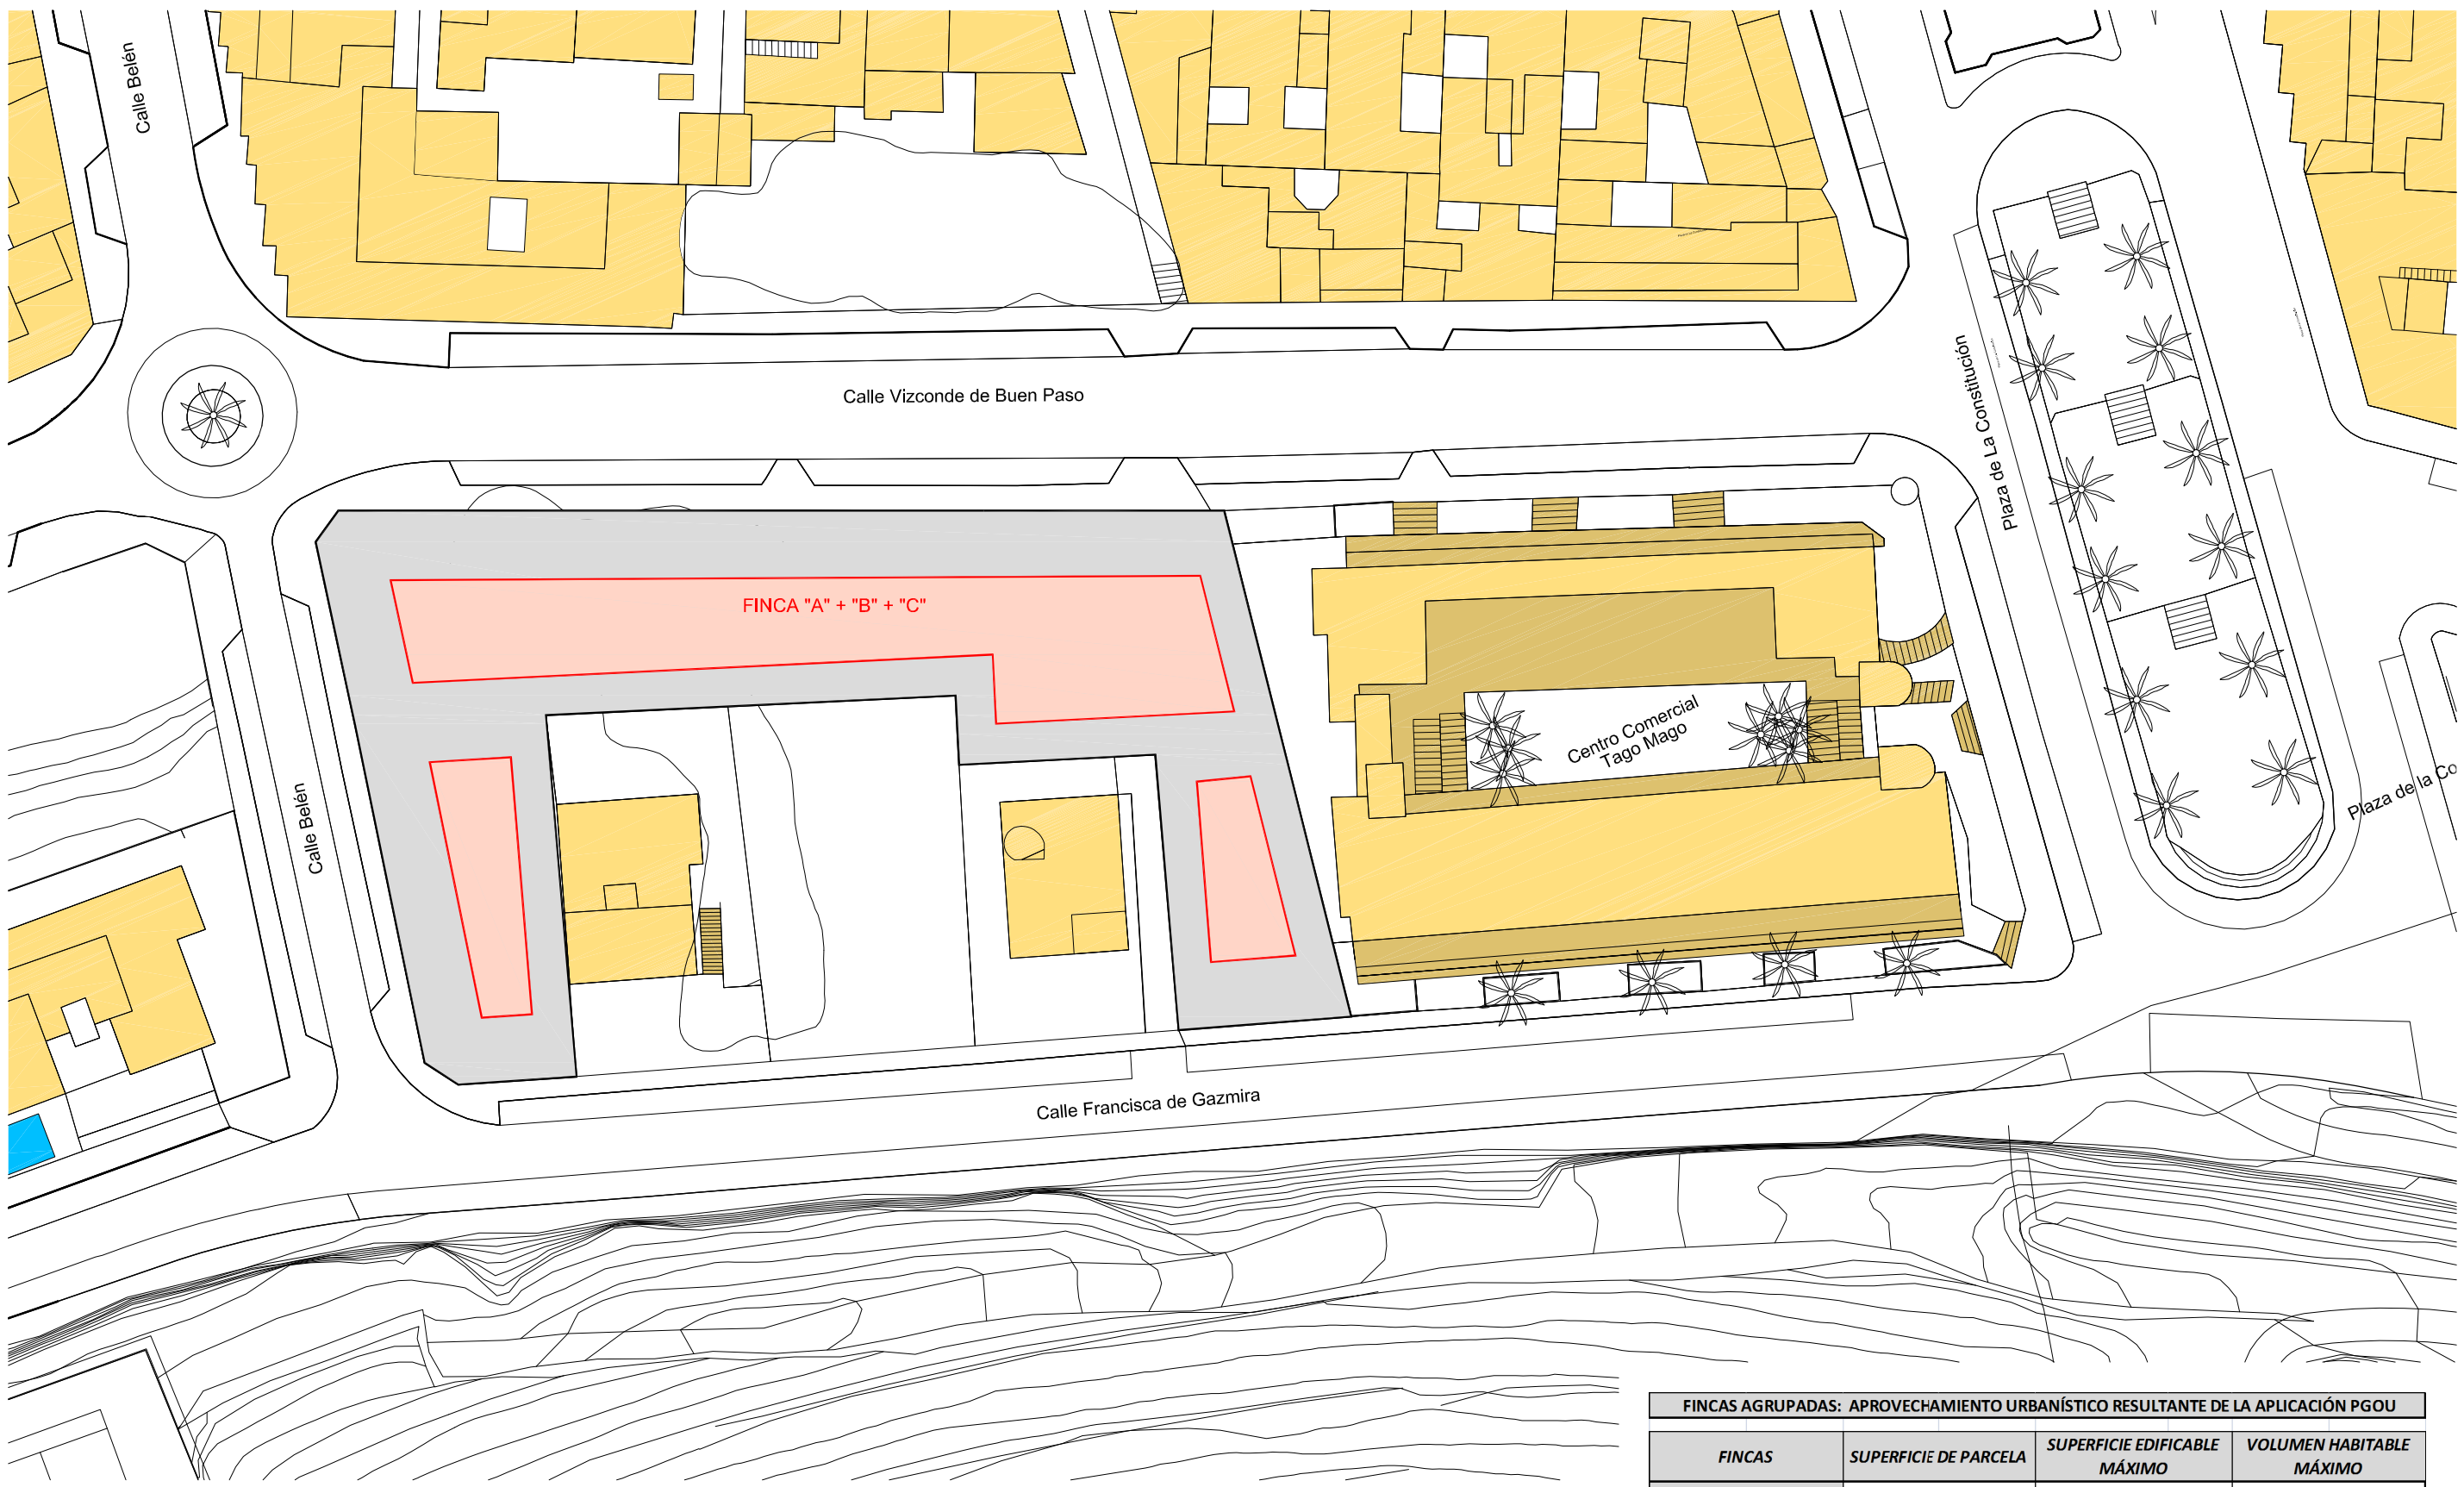 Calle Belén
Calle Vizconde de Buen Paso
Plaza de La Constitución
FINCA "A" + "B" + "C"
Centro Comercial
Tago Mago
Plaza de la Co
Calle Belén
Calle Francisca de Gazmira
FINCAS AGRUPADAS: APROVECHAMIENTO URBANÍSTICO RESULTANTE DE LA APLICACIÓN PGOU
FINCAS
SUPERFICIE DE PARCELA
SUPERFICIE EDIFICABLE
MÁXIMO
VOLUMEN HABITABLE
MÁXIMO